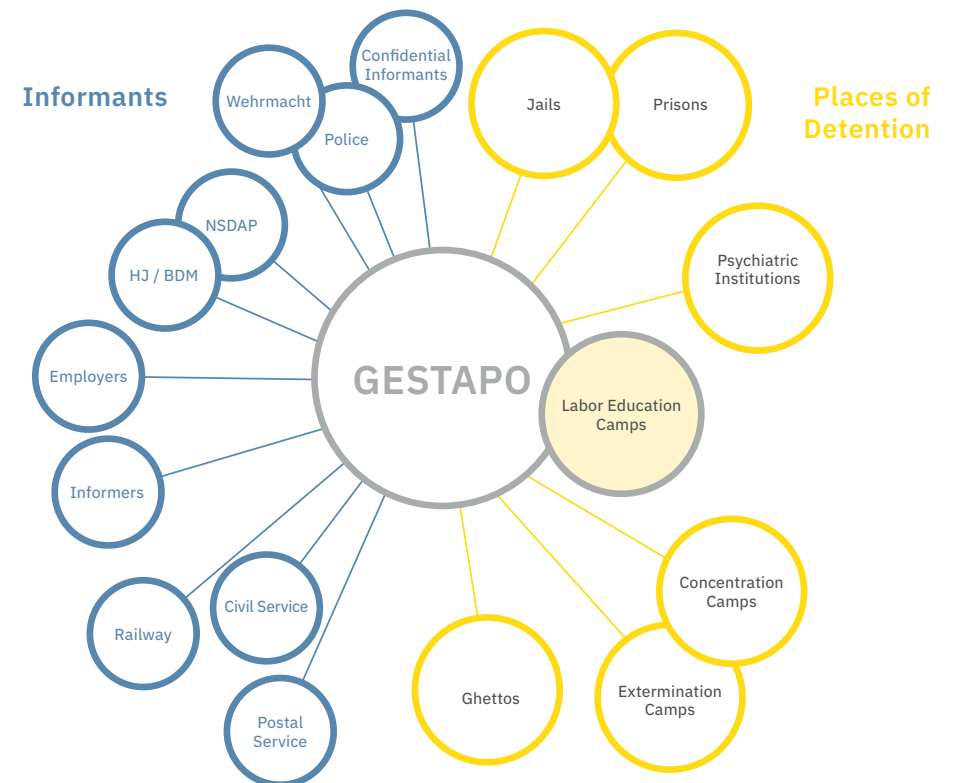 Informants
Confidential
Informants
Wehrmacht
Police
NSDAP
HJ / BDM
Employers
Informers
Railway
Civil Service
Postal
Service
GESTAPO
Places of
Detention
Jails
Prisons
Psychiatric
Institutions
Labor Education
Camps
Concentration
Camps
Extermination
Camps
Ghettos